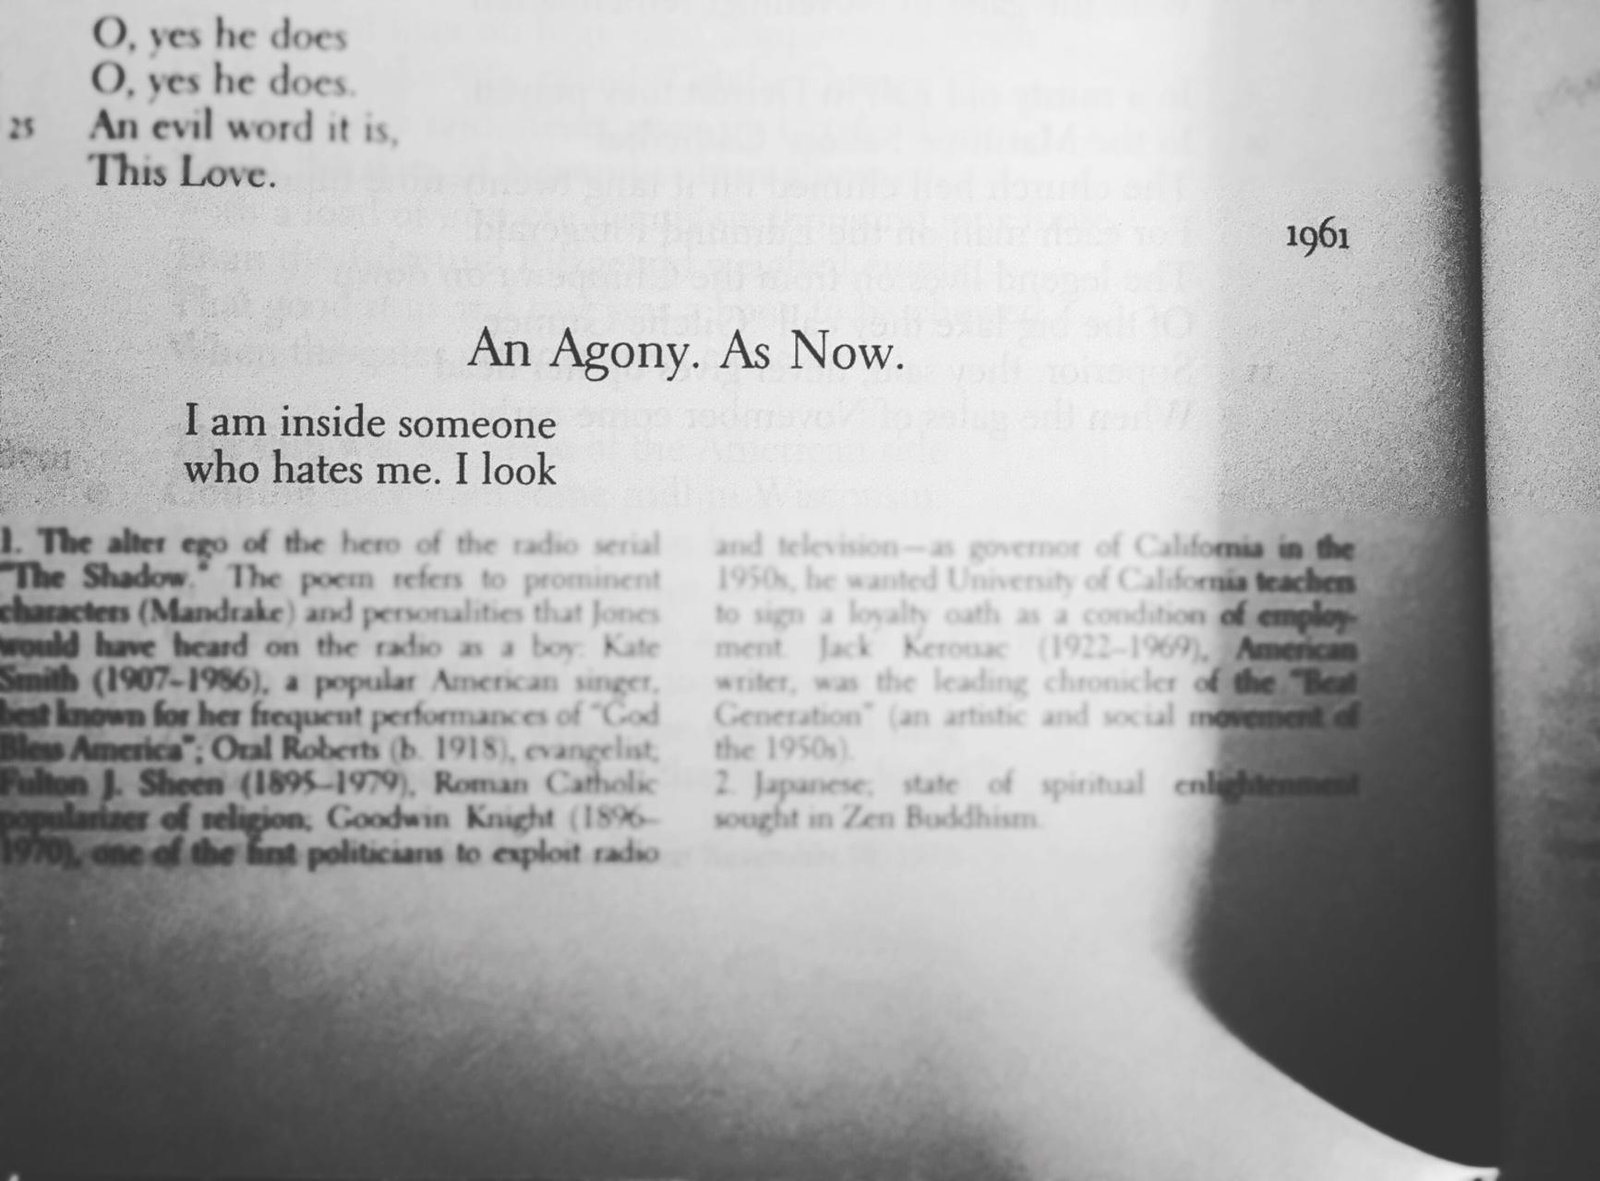 O, yes he does
O, yes he does.
25 An evil word it is,
This Love.
1961
An Agony. As Now.
I am inside someone
who hates me. I look
1. The alter ego of the hero of the radio serial
"The Shadow." The poem refers to prominent
characters (Mandrake) and personalities that Jones
would have heard on the radio as a boy: Kate
Smith (1907–1986), a popular American singer,
best known for her frequent performances of "God
Bless America"; Oral Roberts (b. 1918), evangelist;
Fulton J. Sheen (1895–1979), Roman Catholic
popularizer of religion; Goodwin Knight (1896–
1970), one of the first politicians to exploit radio
and television—as governor of California in the
1950s, he wanted University of California teachers
to sign a loyalty oath as a condition of employ-
ment. Jack Kerouac (1922–1969), American
writer, was the leading chronicler of the "Beat
Generation" (an artistic and social movement of
the 1950s).
2. Japanese; state of spiritual enlightenment
sought in Zen Buddhism.